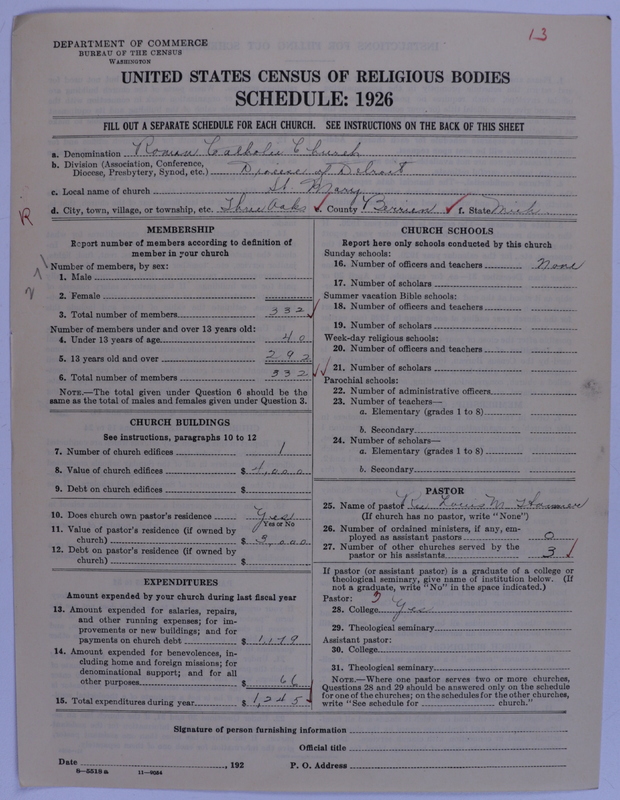 13
DEPARTMENT OF COMMERCE
BUREAU OF THE CENSUS
WASHINGTON
UNITED STATES CENSUS OF RELIGIOUS BODIES
SCHEDULE: 1926
FILL OUT A SEPARATE SCHEDULE FOR EACH CHURCH. SEE INSTRUCTIONS ON THE BACK OF THIS SHEET
a. Denomination Roman Catholic Church
b. Division (Association, Conference,
Diocese, Presbytery, Synod, etc.) Diocese of Detroit
c. Local name of church St. Mary
d. City, town, village, or township, etc. Three Oaks County Berrien f. State Mich
R
MEMBERSHIP
Report number of members according to definition of
member in your church
Number of members, by sex:
1. Male
2. Female
3. Total number of members 332
Number of members under and over 13 years old:
4. Under 13 years of age 40
5. 13 years old and over 292
6. Total number of members 332
NOTE.—The total given under Question 6 should be
same as the total of males and females given under Question 3.
CHURCH BUILDINGS
See instructions, paragraphs 10 to 12
7. Number of church edifices 1
8. Value of church edifices $ 4,000
9. Debt on church edifices $
10. Does church own pastor's residence Yes
Yes or No
11. Value of pastor's residence (if owned by
church) $ 3,000
12. Debt on pastor's residence (if owned by
church) $
EXPENDITURES
Amount expended by your church during last fiscal year
13. Amount expended for salaries, repairs,
and other running expenses; for im-
provements or new buildings; and for
payments on church debt $ 1,179
14. Amount expended for benevolences, in-
cluding home and foreign missions; for
denominational support; and for all
other purposes $ 66
15. Total expenditures during year $ 1,245
CHURCH SCHOOLS
Report here only schools conducted by this church
Sunday schools:
16. Number of officers and teachers None
17. Number of scholars
Summer vacation Bible schools:
18. Number of officers and teachers
19. Number of scholars
Week-day religious schools:
20. Number of officers and teachers
21. Number of scholars
Parochial schools:
22. Number of administrative officers
23. Number of teachers—
a. Elementary (grades 1 to 8)
b. Secondary
24. Number of scholars—
a. Elementary (grades 1 to 8)
b. Secondary
PASTOR
25. Name of pastor Rev Louis M.
(If church has no pastor, write "None")
26. Number of ordained ministers, if any, em-
ployed as assistant pastors 0
27. Number of other churches served by the
pastor or his assistants 3
If pastor (or assistant pastor) is a graduate of a college or
theological seminary, give name of institution below. (If
not a graduate, write "No" in the space indicated.)
Pastor: 3
28. College Yes
29. Theological seminary
Assistant pastor:
30. College
31. Theological seminary
NOTE.—Where one pastor serves two or more churches,
Questions 28 and 29 should be answered only on the schedule
for one of the churches; on the schedules for the other churches,
write "See schedule for church."
Signature of person furnishing information
Official title
Date , 192 P. O. Address
8—5519a 11—9064